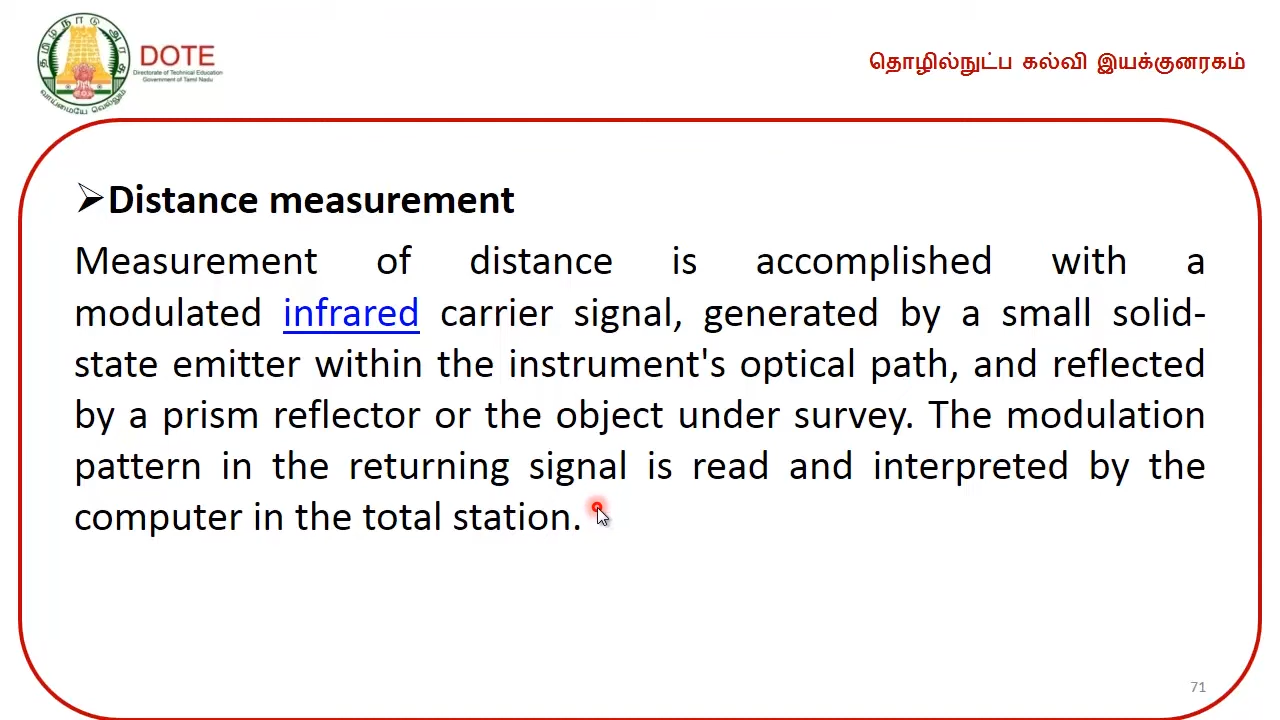 தமிழ்நாடு அரசு
வாய்மையே வெல்லும்
DOTE
Directorate of Technical Education
Government of Tamil Nadu
தொழில்நுட்ப கல்வி இயக்குனரகம்
Distance measurement
Measurement of distance is accomplished with a
modulated infrared carrier signal, generated by a small solid-
state emitter within the instrument's optical path, and reflected
by a prism reflector or the object under survey. The modulation
pattern in the returning signal is read and interpreted by the
computer in the total station.
71